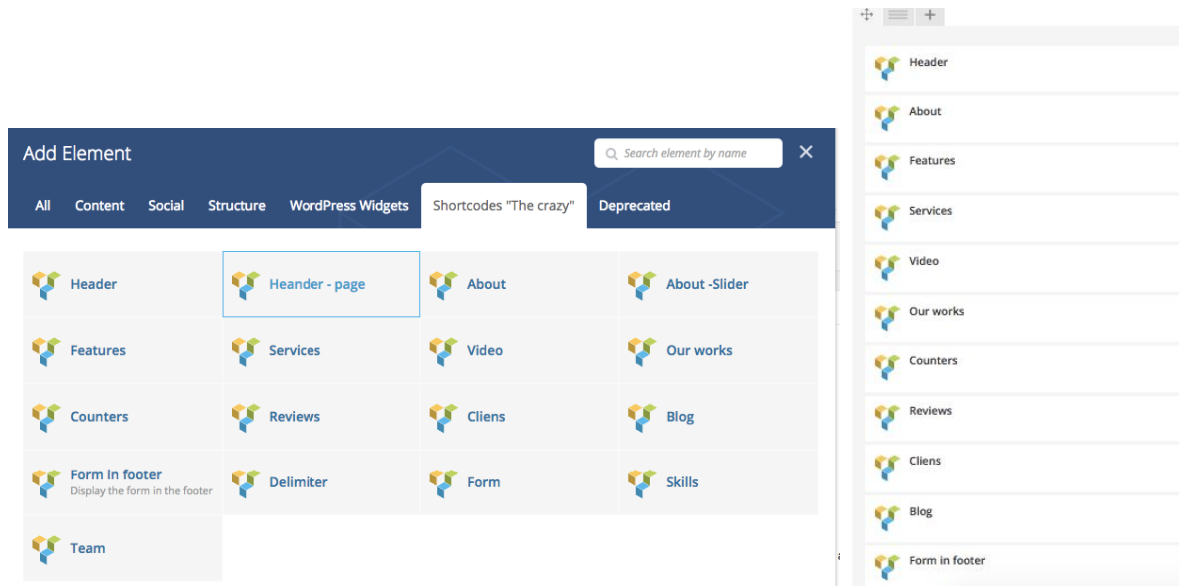 Add Element
Search element by name
All Content Social Structure WordPress Widgets Shortcodes "The crazy" Deprecated
Header Heander - page About About -Slider
Features Services Video Our works
Counters Reviews Cliens Blog
Form In footer Delimiter Form Skills
Display the form in the footer
Team
Header
About
Features
Services
Video
Our works
Counters
Reviews
Cliens
Blog
Form in footer